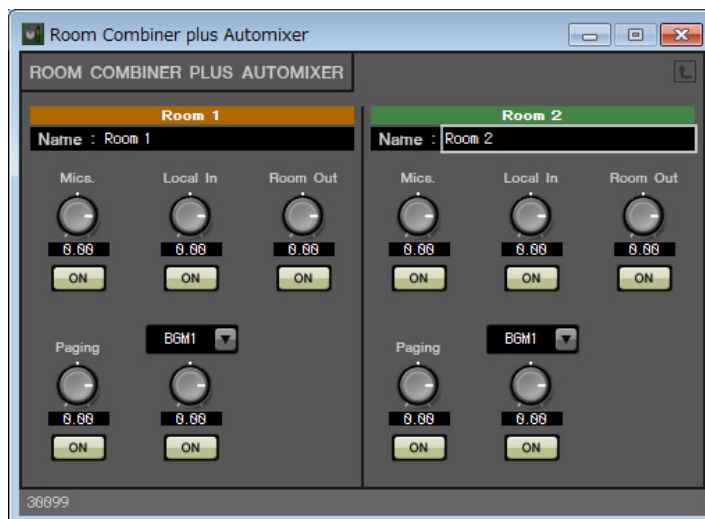 Room Combiner plus Automixer
ROOM COMBINER PLUS AUTOMIXER
Room 1
Name : Room 1
Mics. Local In Room Out
0.00 0.00 0.00
ON ON ON
Paging BGM1
0.00 0.00
ON ON
Room 2
Name : Room 2
Mics. Local In Room Out
0.00 0.00 0.00
ON ON ON
Paging BGM1
0.00 0.00
ON ON
30099